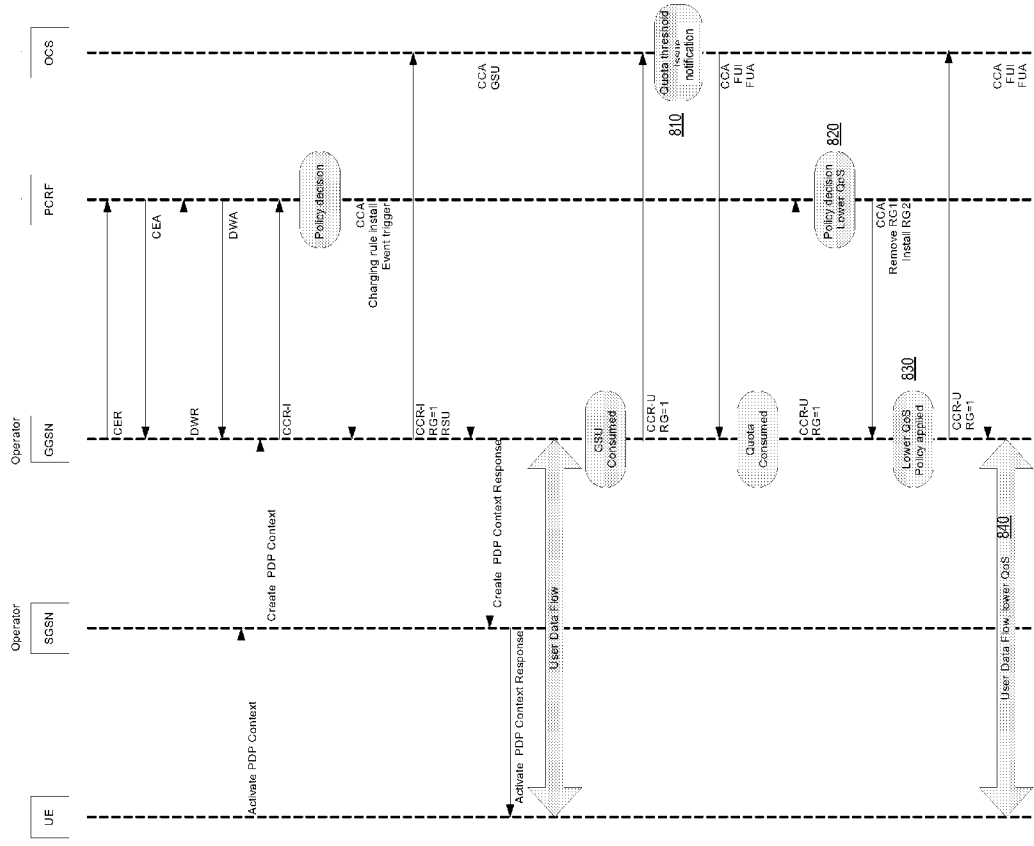 UE
Operator
SGSN
Operator
GGSN
PCRF
OCS
CER
CEA
DWR
DWA
Activate PDP Context
Create  PDP Context
CCR-I
Policy decision
CCA
Charging rule install
Event trigger
CCR-I
RG=1
RSU
CCA
GSU
Create  PDP Context Response
Activate  PDP Context Response
User Data Flow
GSU
Consumed
CCR-U
RG=1
Quota threshold
issue
notification
810
CCA
FUI
FUA
Quota
Consumed
CCR-U
RG=1
Policy decision
Lower QoS
820
CCA
Remove RG1
Install RG2
Lower QoS
Policy applied
830
CCR-U
RG=1
CCA
FUI
FUA
User Data Flow, lower QoS
840